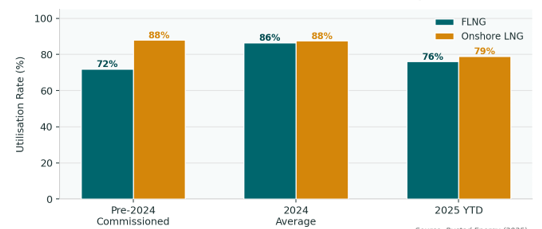 100
80
60
40
20
0
Utilisation Rate (%)
FLNG
Onshore LNG
72%
88%
86%
88%
76%
79%
Pre-2024
Commissioned
2024
Average
2025 YTD